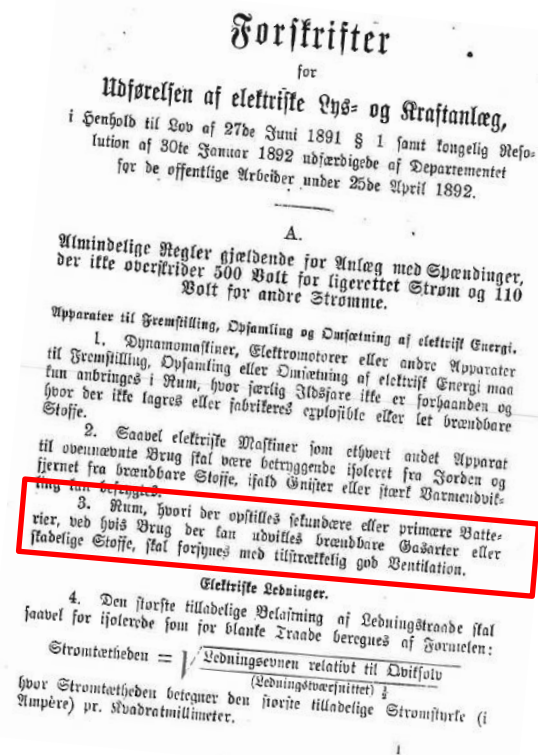 Forskrifter
for
Udførelsen af elektriske Lys- og Kraftanlæg,
i Henhold til Lov af 27de Juni 1891 § 1 samt kongelig Reso-
lution af 30te Januar 1892 udfærdigede af Departementet
for de offentlige Arbeider under 25de April 1892.
A.
Almindelige Regler gjældende for Anlæg med Spændinger,
der ikke overskrider 500 Volt for ligerettet Strøm og 110
Volt for andre Strømme.
Apparater til Fremstilling, Opsamling og Omsætning af elektrisk Energi.
1. Dynamomaskiner, Elektromotorer eller andre Apparater
til Fremstilling, Opsamling eller Omsætning af elektrisk Energi maa
kun anbringes i Rum, hvor særlig Ildsfare ikke er forhaanden og
hvor der ikke lagres eller fabrikeres explosible eller let brændbare
Stoffe.
2. Saavel elektriske Maskiner som ethvert andet Apparat
til ovennævnte Brug skal være betryggende isoleret fra Jorden og
fjernet fra brændbare Stoffe, ifald Gnister eller stærk Varmeudvik-
ling kan befrygtes.
3. Rum, hvori der opstilles sekundære eller primære Batte-
rier, ved hvis Brug der kan udvikles brændbare Gasarter eller
skadelige Stoffe, skal forsynes med tilstrækkelig god Ventilation.
Elektriske Ledninger.
4. Den største tilladelige Belastning af Ledningstraade skal
saavel for isolerede som for blanke Traade beregnes af Formelen:
Strømtætheden = √ Ledningsevnen relativt til Qviksølv
(Ledningstværsnittet) ½
hvor Strømtætheden betegner den største tilladelige Strømstyrke (i
Ampère) pr. Kvadratmillimeter.